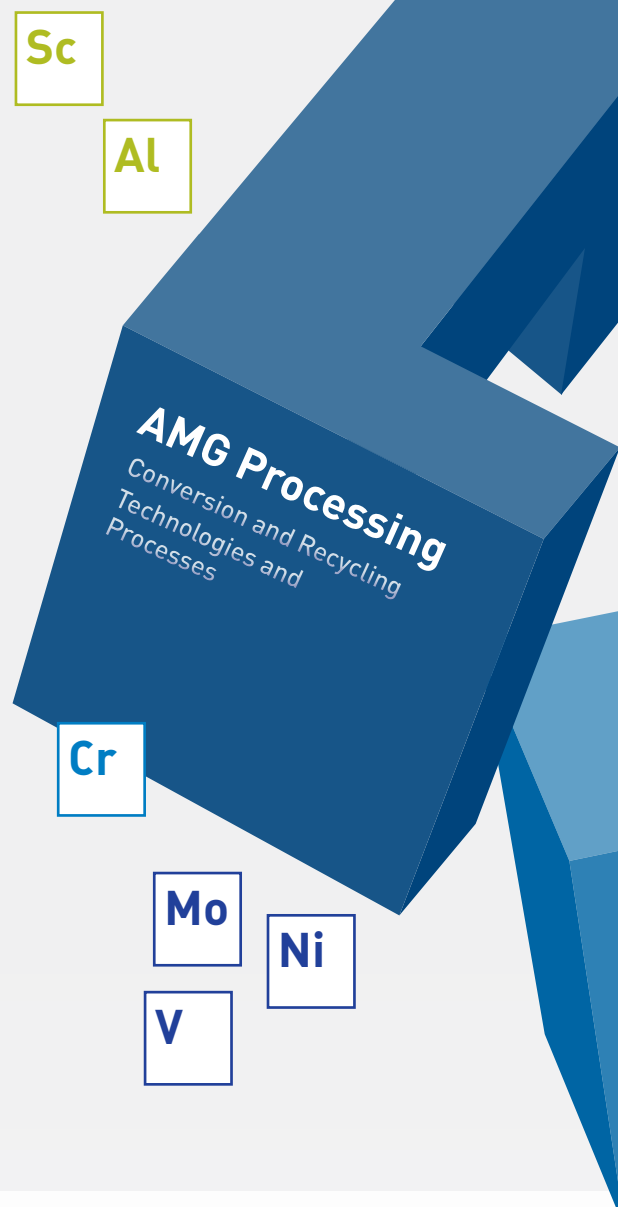 Sc
Al
AMG Processing
Conversion and Recycling
Technologies and
Processes
Cr
Mo
Ni
V